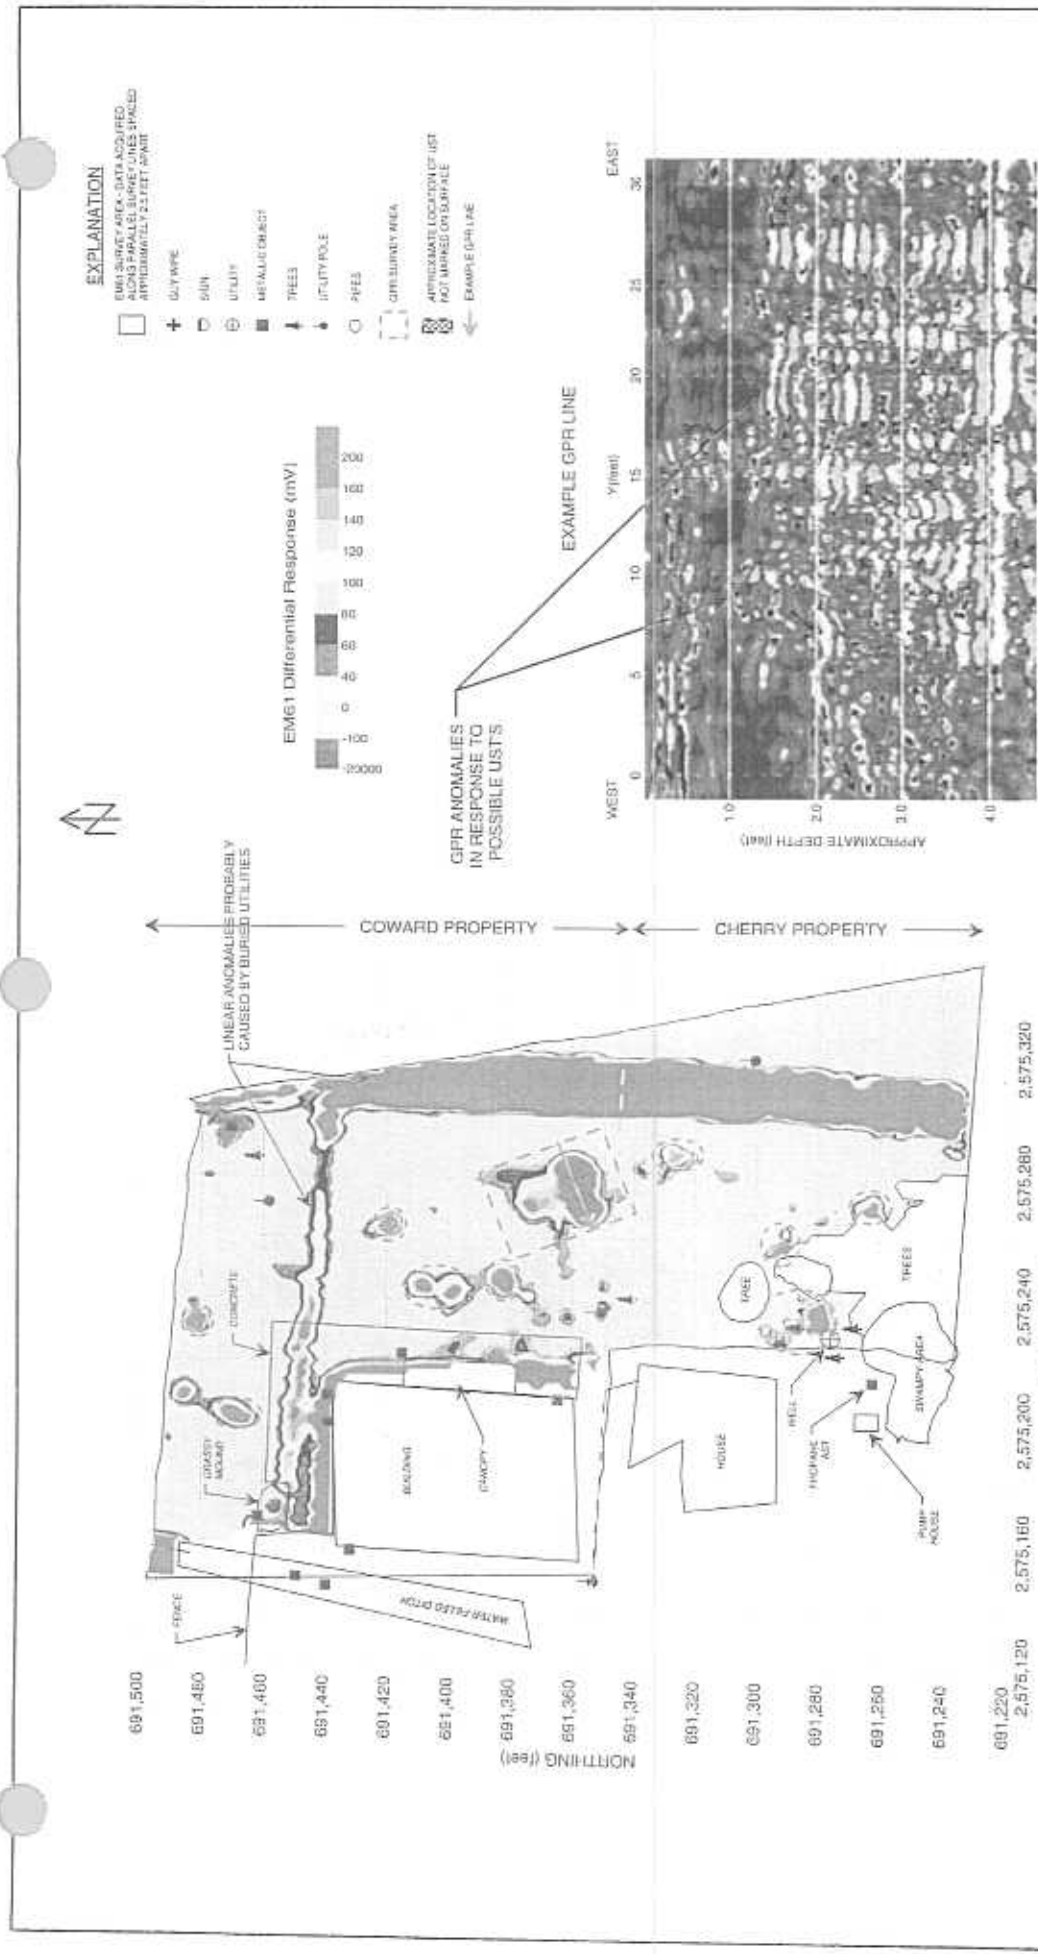 EXPLANATION
EM61 SURVEY AREA - DATA ACQUIRED
ALONG PARALLEL SURVEY LINES SPACED
APPROXIMATELY 2.5 FEET APART
GUY WIRE
SIGN
UTILITY
METALLIC OBJECT
TREES
UTILITY POLE
PIPES
GPR SURVEY AREA
APPROXIMATE LOCATION OF UST
NOT MARKED ON SURFACE
EXAMPLE GPR LINE
EM61 Differential Response (mV)
-20000
-100
0
40
60
80
100
120
140
160
200
N
LINEAR ANOMALIES PROBABLY
CAUSED BY BURIED UTILITIES
GPR ANOMALIES
IN RESPONSE TO
POSSIBLE UST'S
EXAMPLE GPR LINE
WEST
Y(feet)
EAST
0
5
10
15
20
25
30
APPROXIMATE DEPTH (feet)
1.0
2.0
3.0
4.0
COWARD PROPERTY
CHERRY PROPERTY
FENCE
GRASSY
MOUND
CONCRETE
WATER FILLED DITCH
BUILDING
CANOPY
HOUSE
TREE
TREES
WELL
PROPANE
AST
SWAMPY AREA
PUMP
HOUSE
NORTHING (feet)
691,500
691,480
691,460
691,440
691,420
691,400
691,380
691,360
691,340
691,320
691,300
691,280
691,260
691,240
691,220
2,575,120
2,575,160
2,575,200
2,575,240
2,575,280
2,575,320